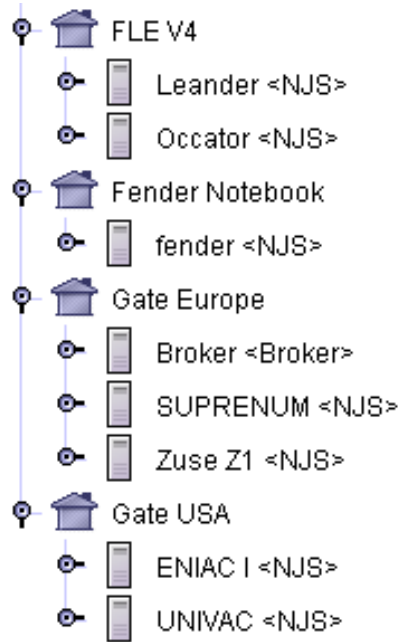 FLE V4
Leander <NJS>
Occator <NJS>
Fender Notebook
fender <NJS>
Gate Europe
Broker <Broker>
SUPRENUM <NJS>
Zuse Z1 <NJS>
Gate USA
ENIAC I <NJS>
UNIVAC <NJS>